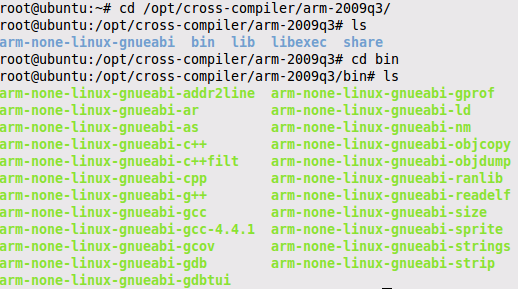 root@ubuntu:~# cd /opt/cross-compiler/arm-2009q3/
root@ubuntu:/opt/cross-compiler/arm-2009q3# ls
arm-none-linux-gnueabi  bin  lib  libexec  share
root@ubuntu:/opt/cross-compiler/arm-2009q3# cd bin
root@ubuntu:/opt/cross-compiler/arm-2009q3/bin# ls
arm-none-linux-gnueabi-addr2line  arm-none-linux-gnueabi-gprof
arm-none-linux-gnueabi-ar         arm-none-linux-gnueabi-ld
arm-none-linux-gnueabi-as         arm-none-linux-gnueabi-nm
arm-none-linux-gnueabi-c++        arm-none-linux-gnueabi-objcopy
arm-none-linux-gnueabi-c++filt    arm-none-linux-gnueabi-objdump
arm-none-linux-gnueabi-cpp        arm-none-linux-gnueabi-ranlib
arm-none-linux-gnueabi-g++        arm-none-linux-gnueabi-readelf
arm-none-linux-gnueabi-gcc        arm-none-linux-gnueabi-size
arm-none-linux-gnueabi-gcc-4.4.1  arm-none-linux-gnueabi-sprite
arm-none-linux-gnueabi-gcov       arm-none-linux-gnueabi-strings
arm-none-linux-gnueabi-gdb        arm-none-linux-gnueabi-strip
arm-none-linux-gnueabi-gdbtui